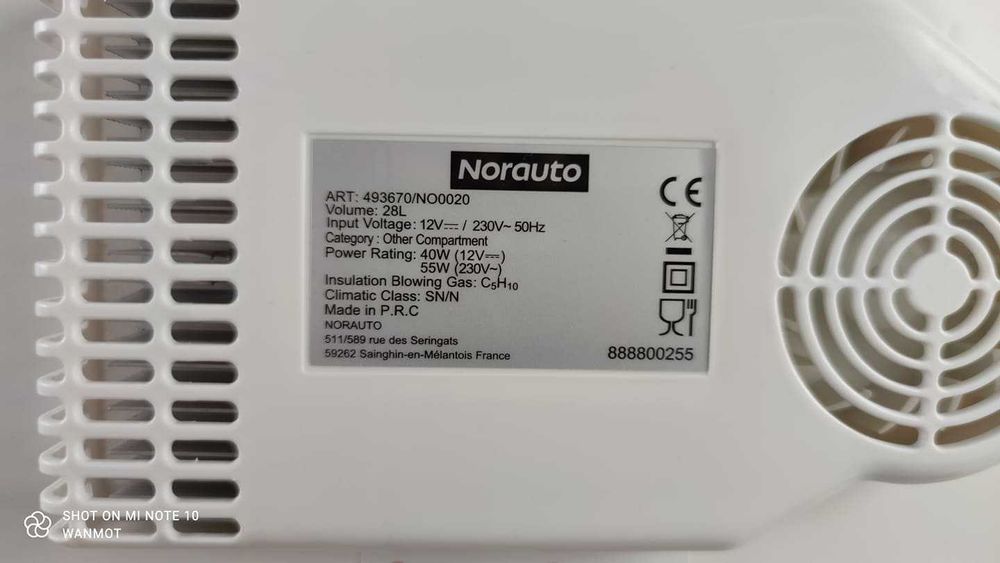 Norauto
ART: 493670/NO0020
Volume: 28L
Input Voltage: 12V⎓ / 230V~ 50Hz
Category : Other Compartment
Power Rating: 40W (12V⎓)
55W (230V~)
Insulation Blowing Gas: C₅H₁₀
Climatic Class: SN/N
Made in P.R.C
NORAUTO
511/589 rue des Seringats
59262 Sainghin-en-Mélantois France
CE
888800255
SHOT ON MI NOTE 10
WANMOT